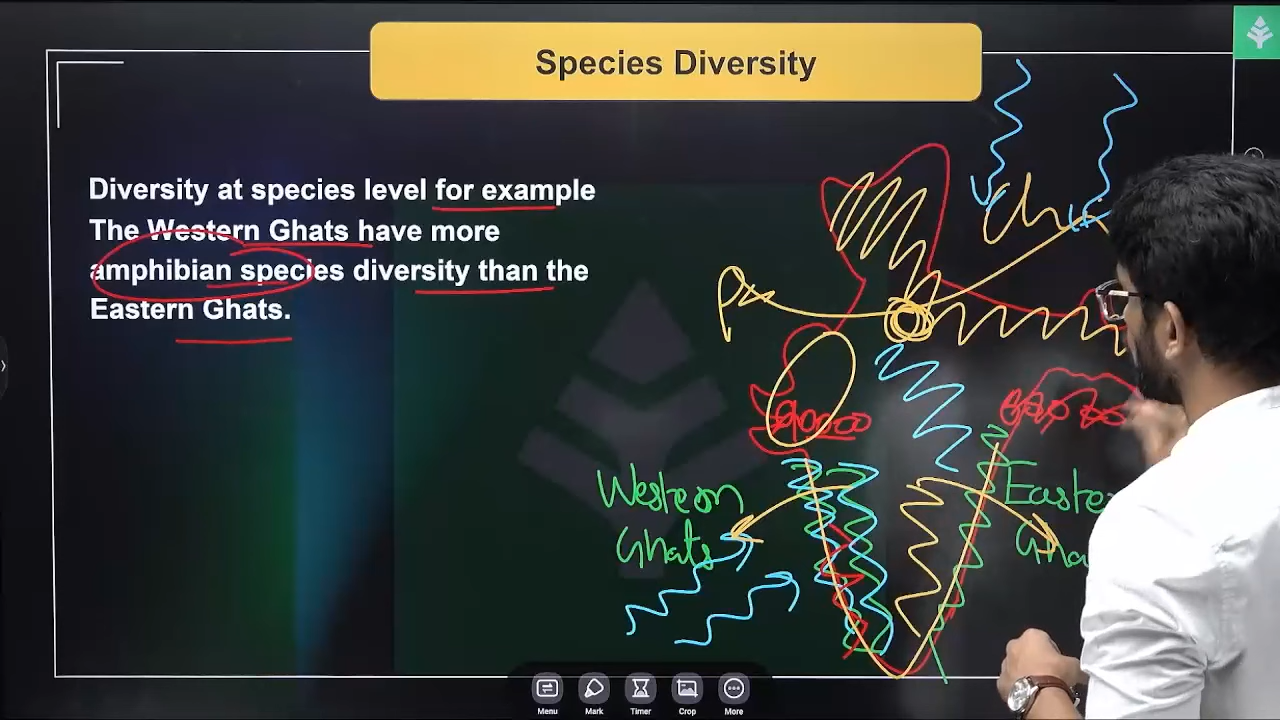 Species Diversity
Diversity at species level for example
The Western Ghats have more
amphibian species diversity than the
Eastern Ghats.
Western
Ghats
Menu
Mark
Timer
Crop
More